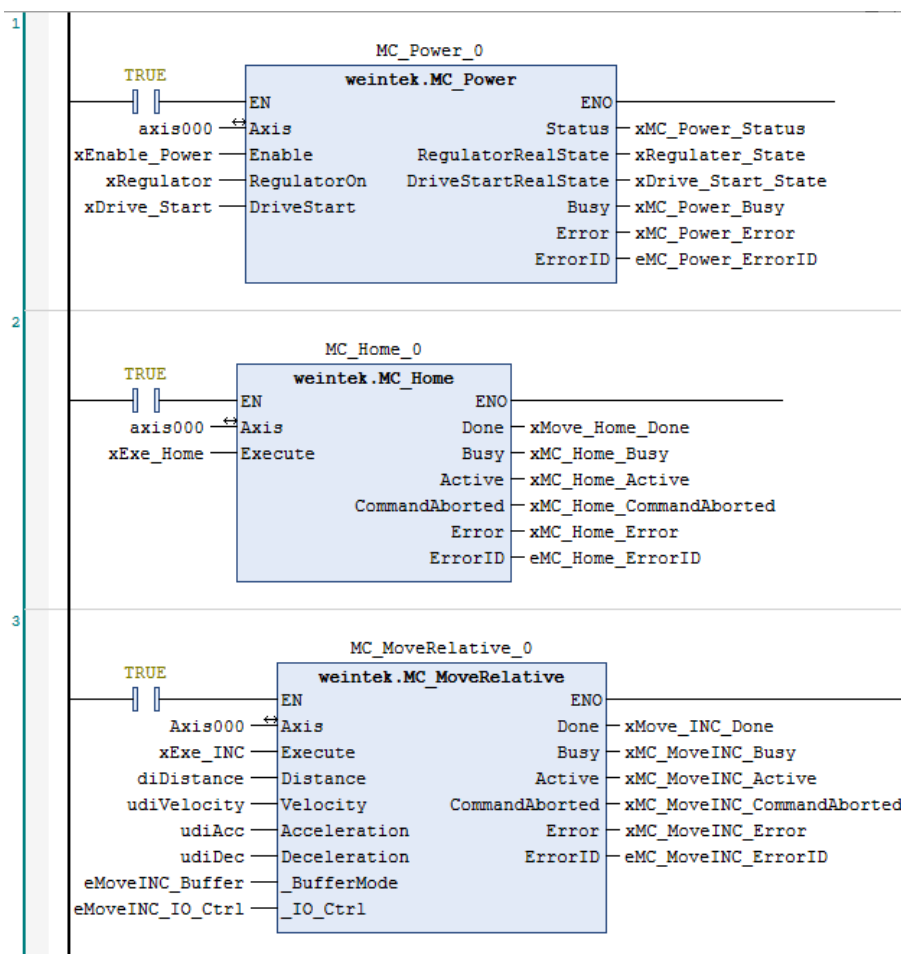 1
MC_Power_0
TRUE
weintek.MC_Power
EN ENO
axis000 Axis Status xMC_Power_Status
xEnable_Power Enable RegulatorRealState xRegulater_State
xRegulator RegulatorOn DriveStartRealState xDrive_Start_State
xDrive_Start DriveStart Busy xMC_Power_Busy
Error xMC_Power_Error
ErrorID eMC_Power_ErrorID
2
MC_Home_0
TRUE
weintek.MC_Home
EN ENO
axis000 Axis Done xMove_Home_Done
xExe_Home Execute Busy xMC_Home_Busy
Active xMC_Home_Active
CommandAborted xMC_Home_CommandAborted
Error xMC_Home_Error
ErrorID eMC_Home_ErrorID
3
MC_MoveRelative_0
TRUE
weintek.MC_MoveRelative
EN ENO
Axis000 Axis Done xMove_INC_Done
xExe_INC Execute Busy xMC_MoveINC_Busy
diDistance Distance Active xMC_MoveINC_Active
udiVelocity Velocity CommandAborted xMC_MoveINC_CommandAborted
udiAcc Acceleration Error xMC_MoveINC_Error
udiDec Deceleration ErrorID eMC_MoveINC_ErrorID
eMoveINC_Buffer _BufferMode
eMoveINC_IO_Ctrl _IO_Ctrl